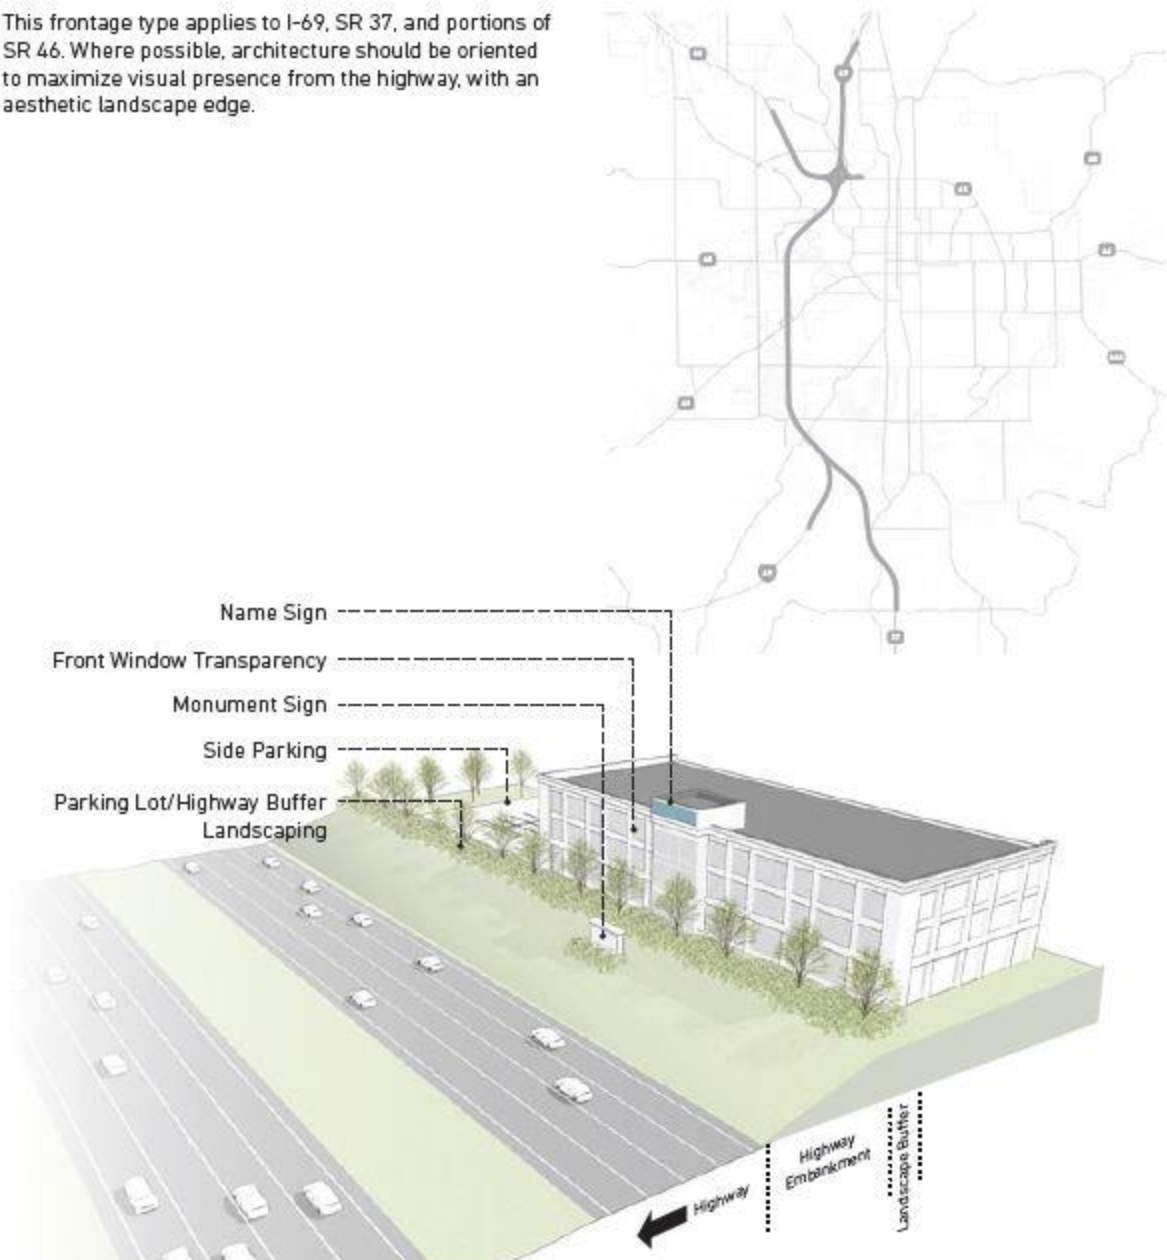 This frontage type applies to I-69, SR 37, and portions of
SR 46. Where possible, architecture should be oriented
to maximize visual presence from the highway, with an
aesthetic landscape edge.
Name Sign
Front Window Transparency
Monument Sign
Side Parking
Parking Lot/Highway Buffer
Landscaping
Highway
Highway
Embankment
Landscape Buffer